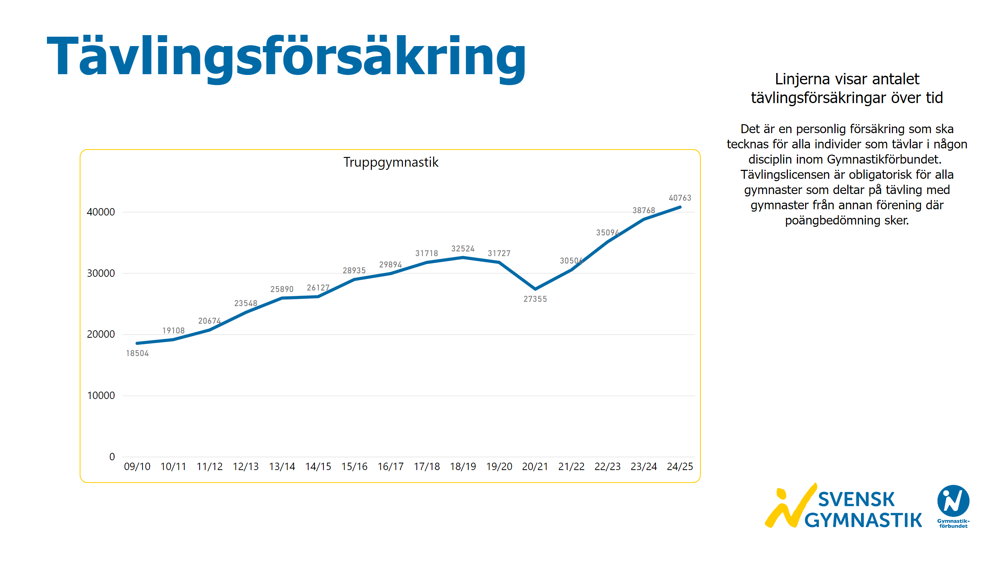 Tävlingsförsäkring
Linjerna visar antalet
tävlingsförsäkringar över tid
Det är en personlig försäkring som ska
tecknas för alla individer som tävlar i någon
disciplin inom Gymnastikförbundet.
Tävlingslicensen är obligatorisk för alla
gymnaster som deltar på tävling med
gymnaster från annan förening där
poängbedömning sker.
Truppgymnastik
40000
30000
20000
10000
0
18504
19108
20674
23548
25890
26127
28935
29894
31718
32524
31727
27355
30506
35094
38768
40763
09/10 10/11 11/12 12/13 13/14 14/15 15/16 16/17 17/18 18/19 19/20 20/21 21/22 22/23 23/24 24/25
SVENSK
GYMNASTIK
Gymnastik-
förbundet